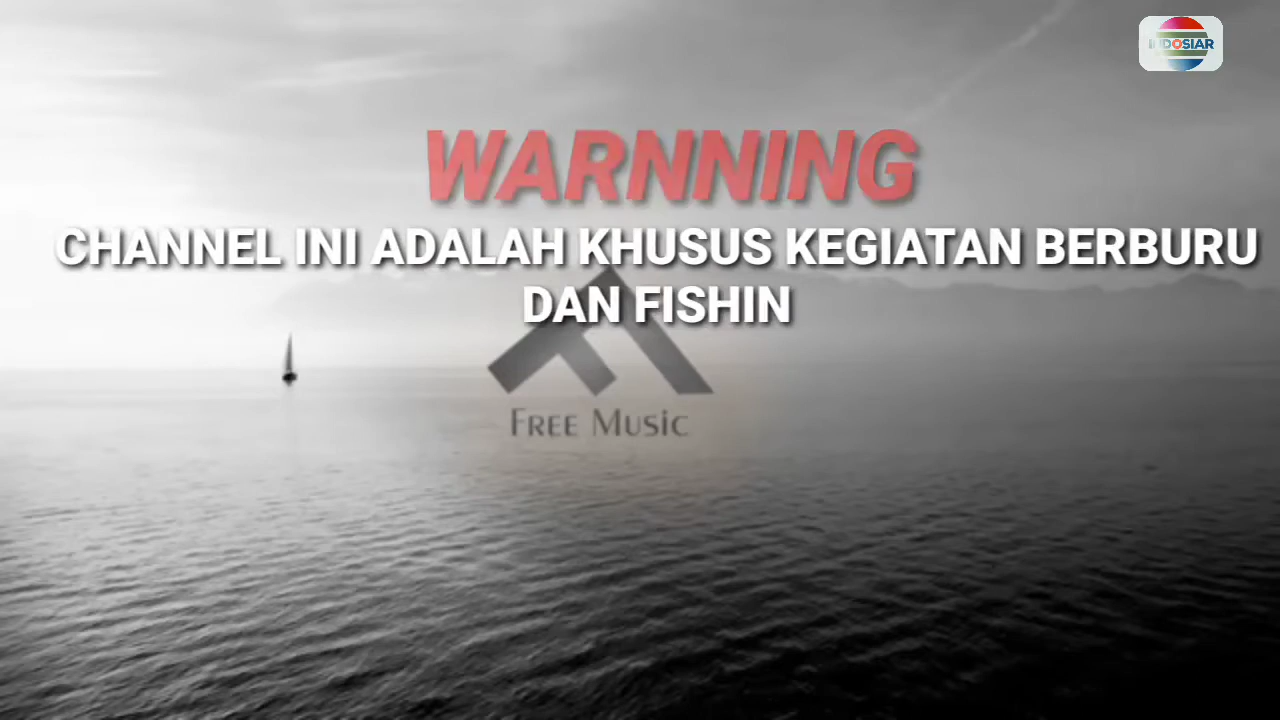 INDOSIAR
WARNNING
CHANNEL INI ADALAH KHUSUS KEGIATAN BERBURU
DAN FISHIN
FREE MUSIC